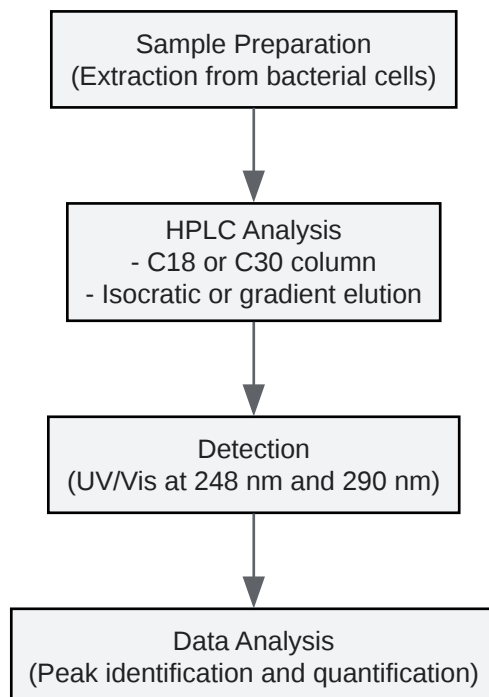 Sample Preparation
(Extraction from bacterial cells)
HPLC Analysis
- C18 or C30 column
- Isocratic or gradient elution
Detection
(UV/Vis at 248 nm and 290 nm)
Data Analysis
(Peak identification and quantification)